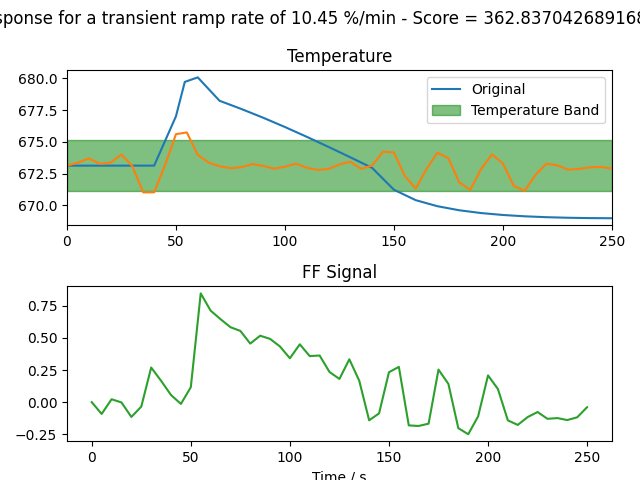 sponse for a transient ramp rate of 10.45 %/min - Score = 362.837042689168
Temperature
680.0
677.5
675.0
672.5
670.0
Original
Temperature Band
0 50 100 150 200 250
FF Signal
0.75
0.50
0.25
0.00
−0.25
0 50 100 150 200 250
Time / s